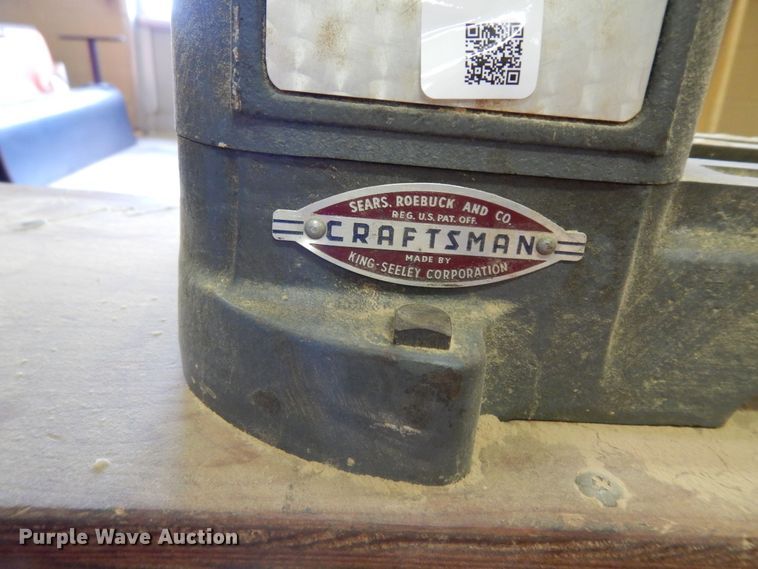 SEARS, ROEBUCK AND CO.
REG. U.S. PAT. OFF.
CRAFTSMAN
MADE BY
KING-SEELEY CORPORATION
Purple Wave Auction